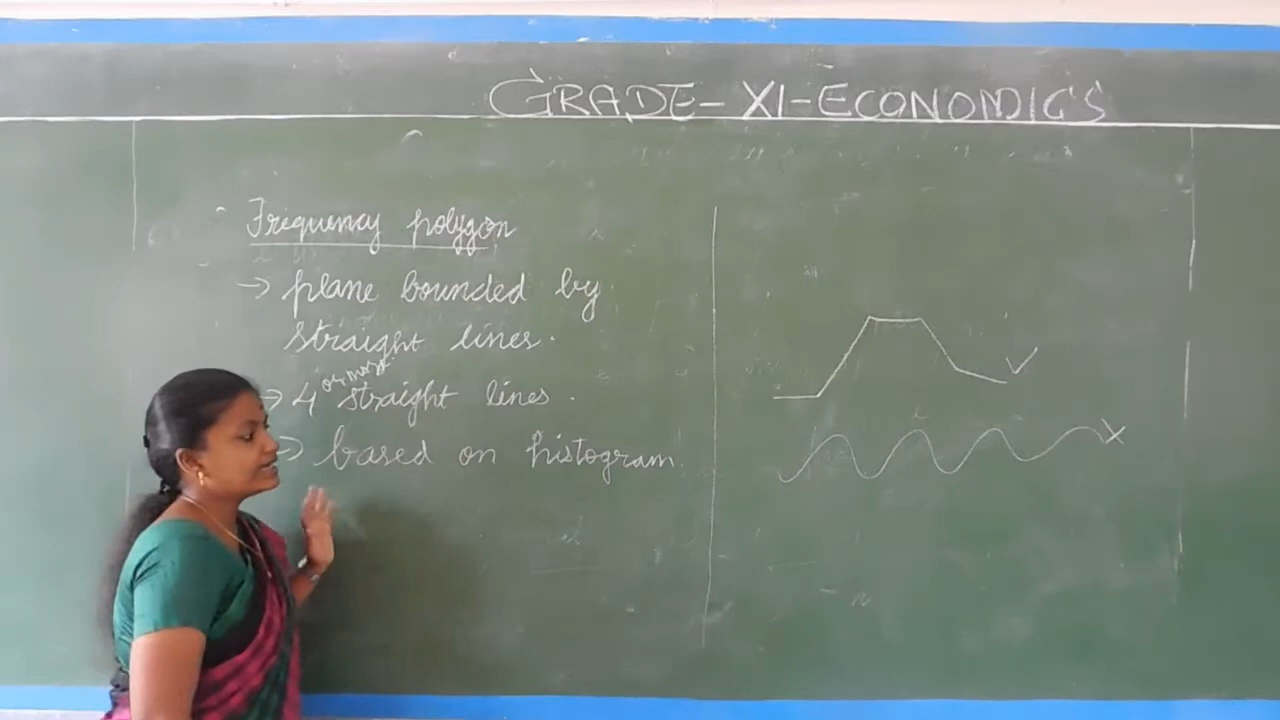 GRADE-XI-ECONOMICS
Frequency polygon
→ plane bounded by
straight lines.
or more
→ 4 straight lines.
→ based on histogram.